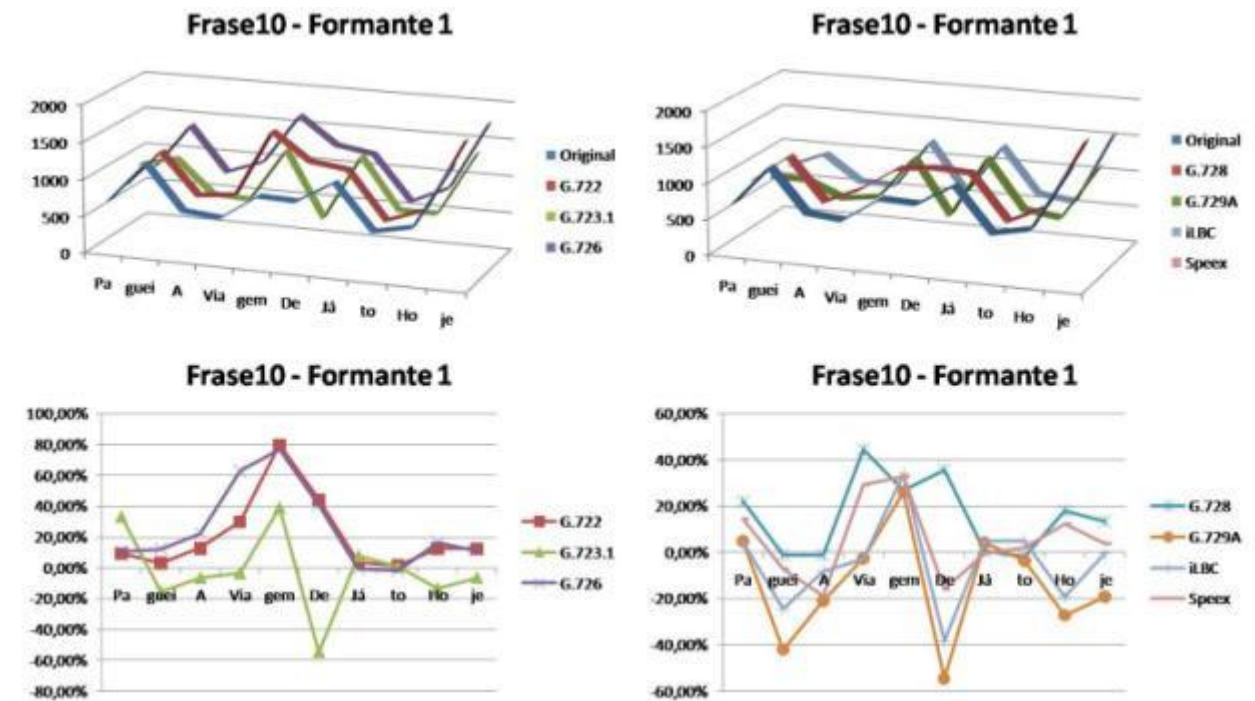 Frase10 - Formante 1
2000
1500
1000
500
0
Pa guei A Via gem De Já to Ho je
Original
G.722
G.723.1
G.726
Frase10 - Formante 1
2000
1500
1000
500
0
Pa guei A Via gem De Já to Ho je
Original
G.728
G.729A
iLBC
Speex
Frase10 - Formante 1
100,00%
80,00%
60,00%
40,00%
20,00%
0,00%
-20,00%
-40,00%
-60,00%
-80,00%
Pa guei A Via gem De Já to Ho je
G.722
G.723.1
G.726
Frase10 - Formante 1
60,00%
40,00%
20,00%
0,00%
-20,00%
-40,00%
-60,00%
Pa guei A Via gem De Já to Ho je
G.728
G.729A
iLBC
Speex